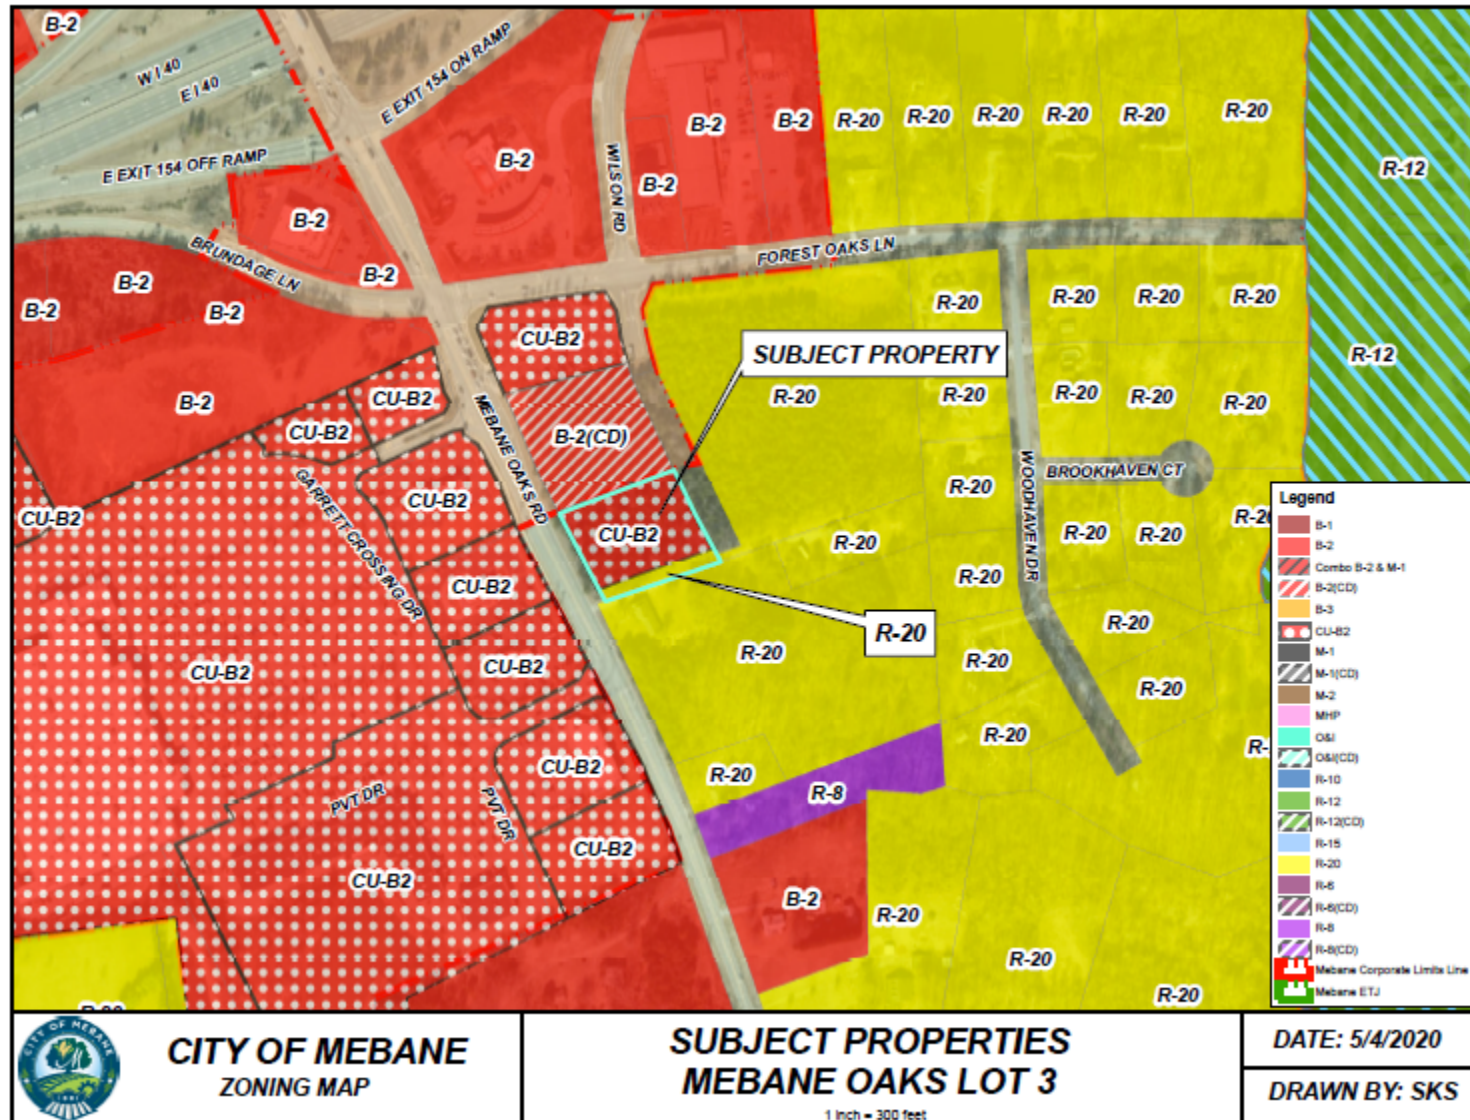 B-2
W I 40
E I 40
E EXIT 154 ON RAMP
E EXIT 154 OFF RAMP
B-2
B-2
B-2
B-2
WILSON RD
B-2
R-20
R-20
R-20
R-20
R-20
R-20
R-12
BRUNDAGE LN
B-2
B-2
B-2
B-2
FOREST OAKS LN
R-20
R-20
R-20
R-20
CU-B2
SUBJECT PROPERTY
R-12
B-2
CU-B2
CU-B2
MEBANE OAKS RD
B-2(CD)
R-20
R-20
R-20
R-20
R-20
WOODHAVEN DR
BROOKHAVEN CT
GARRETT CROSSING DR
CU-B2
CU-B2
R-20
CU-B2
R-20
R-20
R-20
CU-B2
R-20
R-20
R-20
R-20
CU-B2
CU-B2
R-20
R-20
R-20
R-20
CU-B2
R-20
R-8
PVT DR
PVT DR
CU-B2
CU-B2
B-2
R-20
R-20
R-20
Legend
B-1
B-2
Combo B-2 & M-1
B-2(CD)
B-3
CU-B2
M-1
M-1(CD)
M-2
MHP
O&I
O&I(CD)
R-10
R-12
R-12(CD)
R-15
R-20
R-6
R-6(CD)
R-8
R-8(CD)
Mebane Corporate Limits Line
Mebane ETJ
CITY OF MEBANE
1881
CITY OF MEBANE
ZONING MAP
SUBJECT PROPERTIES
MEBANE OAKS LOT 3
1 inch = 300 feet
DATE: 5/4/2020
DRAWN BY: SKS